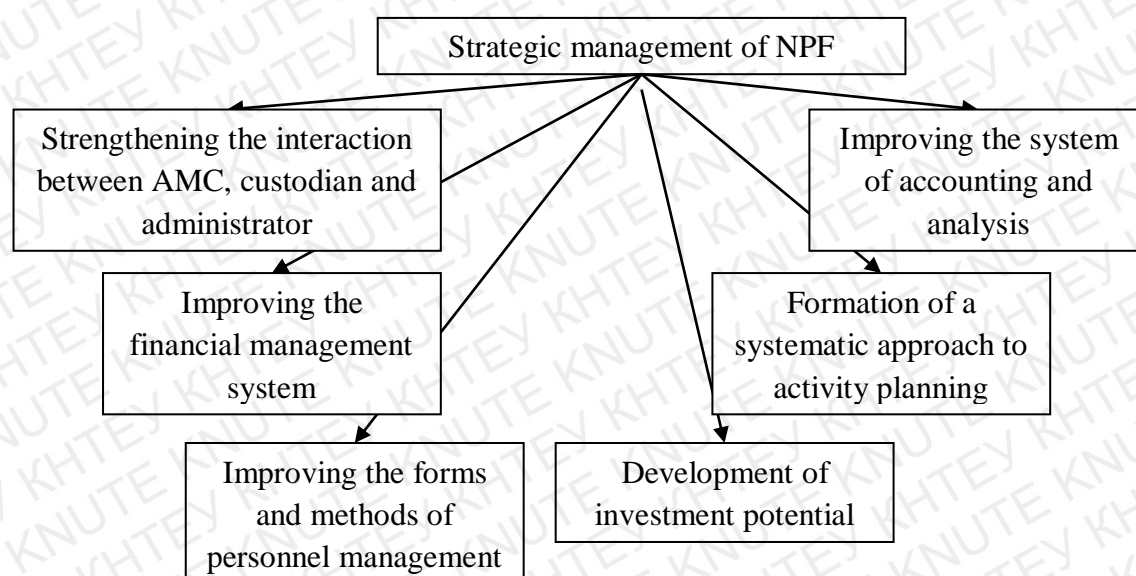 Strategic management of NPF
Strengthening the interaction
between AMC, custodian and
administrator
Improving the system
of accounting and
analysis
Improving the
financial management
system
Formation of a
systematic approach to
activity planning
Improving the forms
and methods of
personnel management
Development of
investment potential